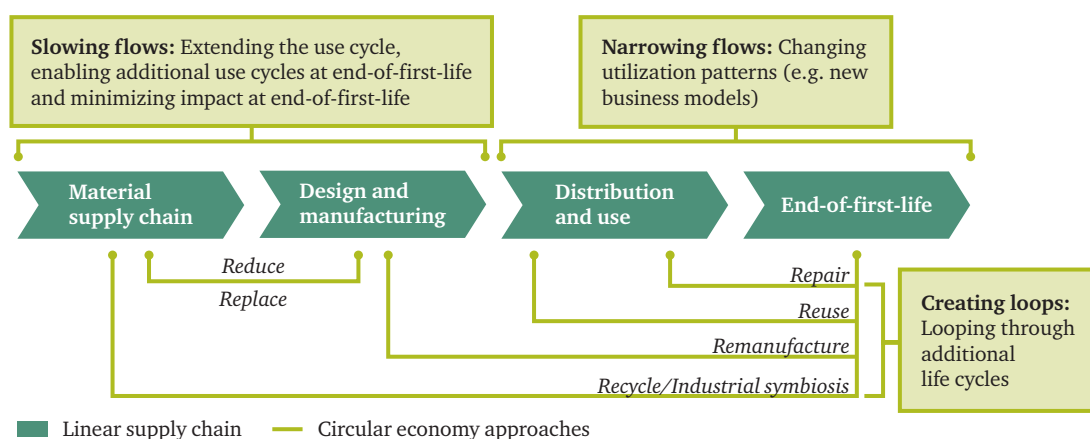 Slowing flows: Extending the use cycle,
enabling additional use cycles at end-of-first-life
and minimizing impact at end-of-first-life
Narrowing flows: Changing
utilization patterns (e.g. new
business models)
Material
supply chain
Design and
manufacturing
Distribution
and use
End-of-first-life
Reduce
Replace
Repair
Reuse
Remanufacture
Recycle/Industrial symbiosis
Creating loops:
Looping through
additional
life cycles
Linear supply chain
Circular economy approaches